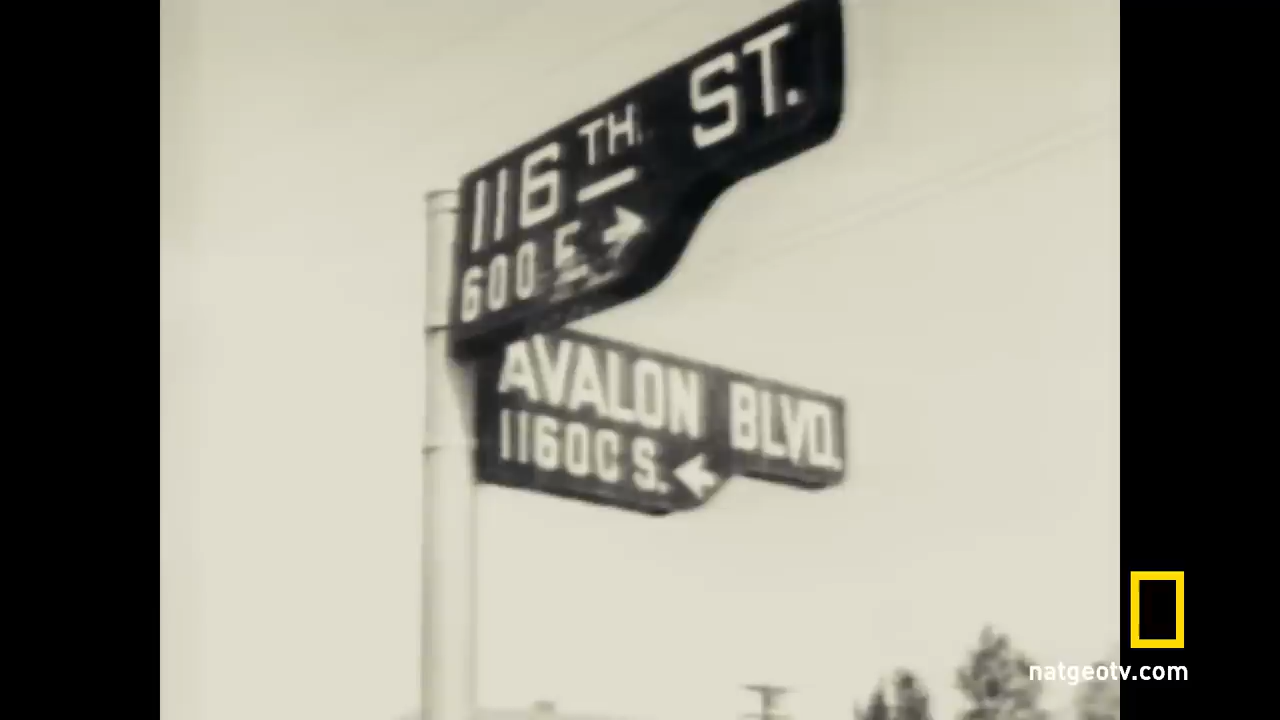 116TH. ST.
600 E →
AVALON BLVD.
11600 S. ←
natgeotv.com